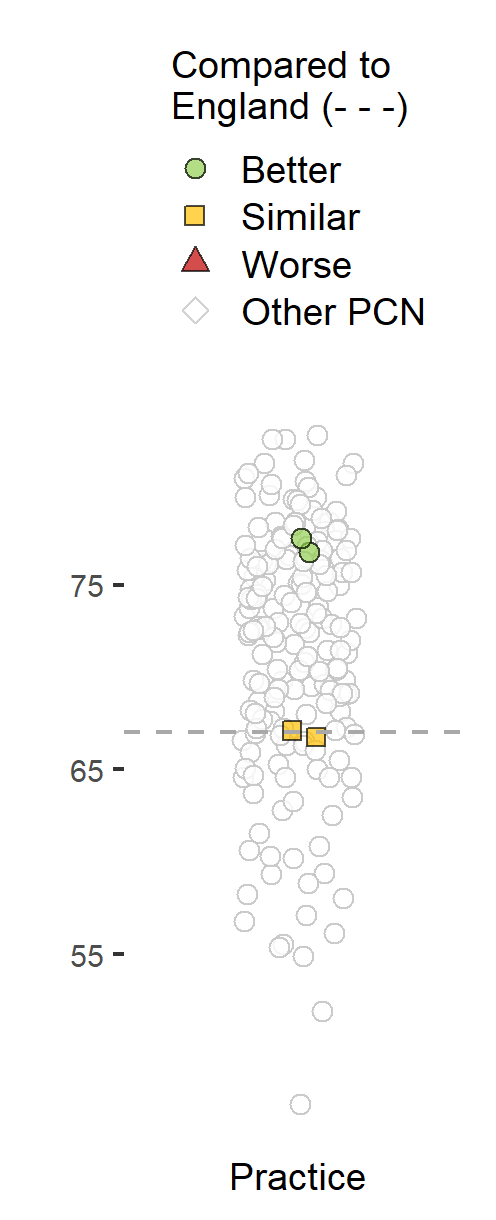 Compared to
England (- - -)
Better
Similar
Worse
Other PCN
75
65
55
Practice